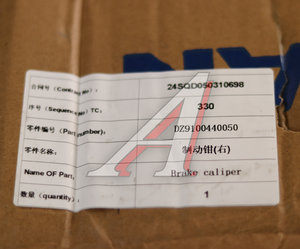 合同号（Contract No）： 24SQD050310698
序号（Sequence）TC： 330
零件编号（Part number）： DZ9100440050
零件名称： 制动钳(右)
Name OF Part, Brake caliper
数量（quantity） 1